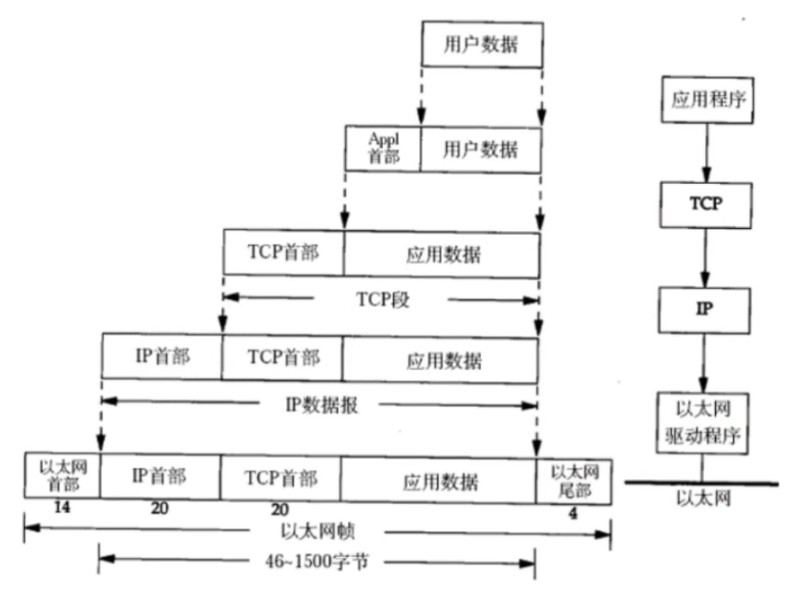 用户数据
应用程序
Appl
首部
用户数据
TCP
TCP首部
应用数据
TCP段
IP
IP首部
TCP首部
应用数据
IP数据报
以太网
驱动程序
以太网
首部
IP首部
TCP首部
应用数据
以太网
尾部
以太网
14
20
20
4
以太网帧
46~1500字节